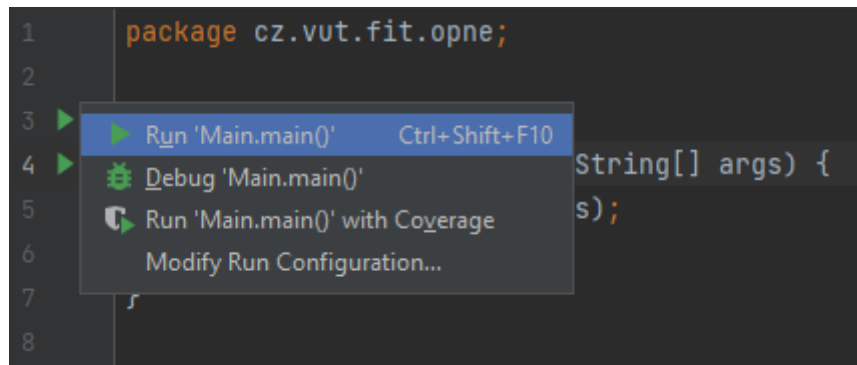 1 package cz.vut.fit.opne;
2
3
Run 'Main.main()' Ctrl+Shift+F10
4 String[] args) {
Debug 'Main.main()'
5 s);
Run 'Main.main()' with Coverage
6
Modify Run Configuration...
7 }
8